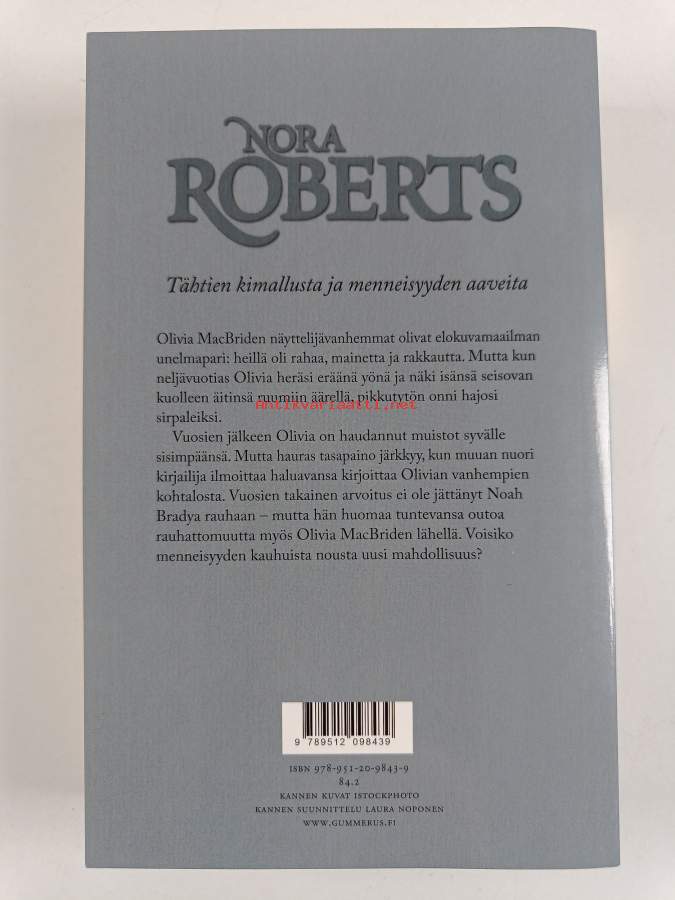 NORA
ROBERTS
Tähtien kimallusta ja menneisyyden aaveita
Olivia MacBriden näyttelijävanhemmat olivat elokuvamaailman
unelmapari: heillä oli rahaa, mainetta ja rakkautta. Mutta kun
neljävuotias Olivia heräsi eräänä yönä ja näki isänsä seisovan
kuolleen äitinsä ruumiin äärellä, pikkutytön onni hajosi
Antikvariaatti.net
sirpaleiksi.
Vuosien jälkeen Olivia on haudannut muistot syvälle
sisimpäänsä. Mutta hauras tasapaino järkkyy, kun muuan nuori
kirjailija ilmoittaa haluavansa kirjoittaa Olivian vanhempien
kohtalosta. Vuosien takainen arvoitus ei ole jättänyt Noah
Bradya rauhaan – mutta hän huomaa tuntevansa outoa
rauhattomuutta myös Olivia MacBriden lähellä. Voisiko
menneisyyden kauhuista nousta uusi mahdollisuus?
9 789512 098439
ISBN 978-951-20-9843-9
84.2
KANNEN KUVAT ISTOCKPHOTO
KANNEN SUUNNITTELU LAURA NOPONEN
WWW.GUMMERUS.FI